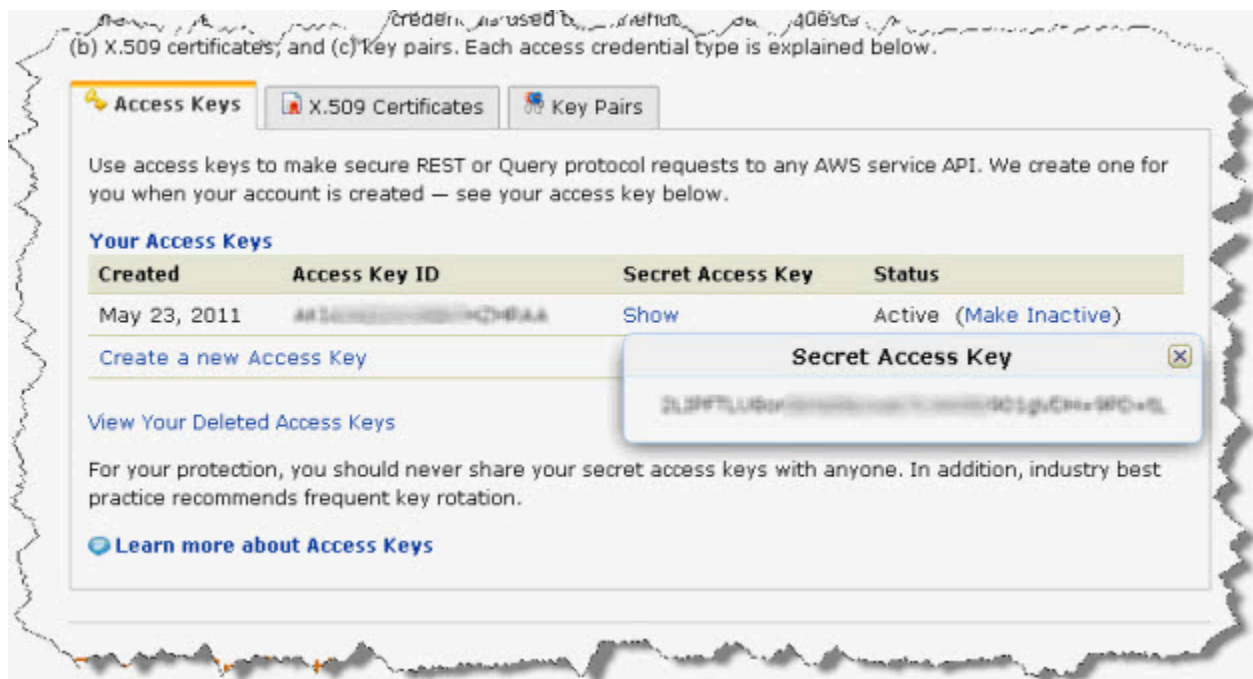 (b) X.509 certificates, and (c) key pairs. Each access credential type is explained below.
Access Keys X.509 Certificates Key Pairs
Use access keys to make secure REST or Query protocol requests to any AWS service API. We create one for
you when your account is created — see your access key below.
Your Access Keys
Created Access Key ID Secret Access Key Status
May 23, 2011 Show Active (Make Inactive)
Create a new Access Key
Secret Access Key
View Your Deleted Access Keys
For your protection, you should never share your secret access keys with anyone. In addition, industry best
practice recommends frequent key rotation.
Learn more about Access Keys